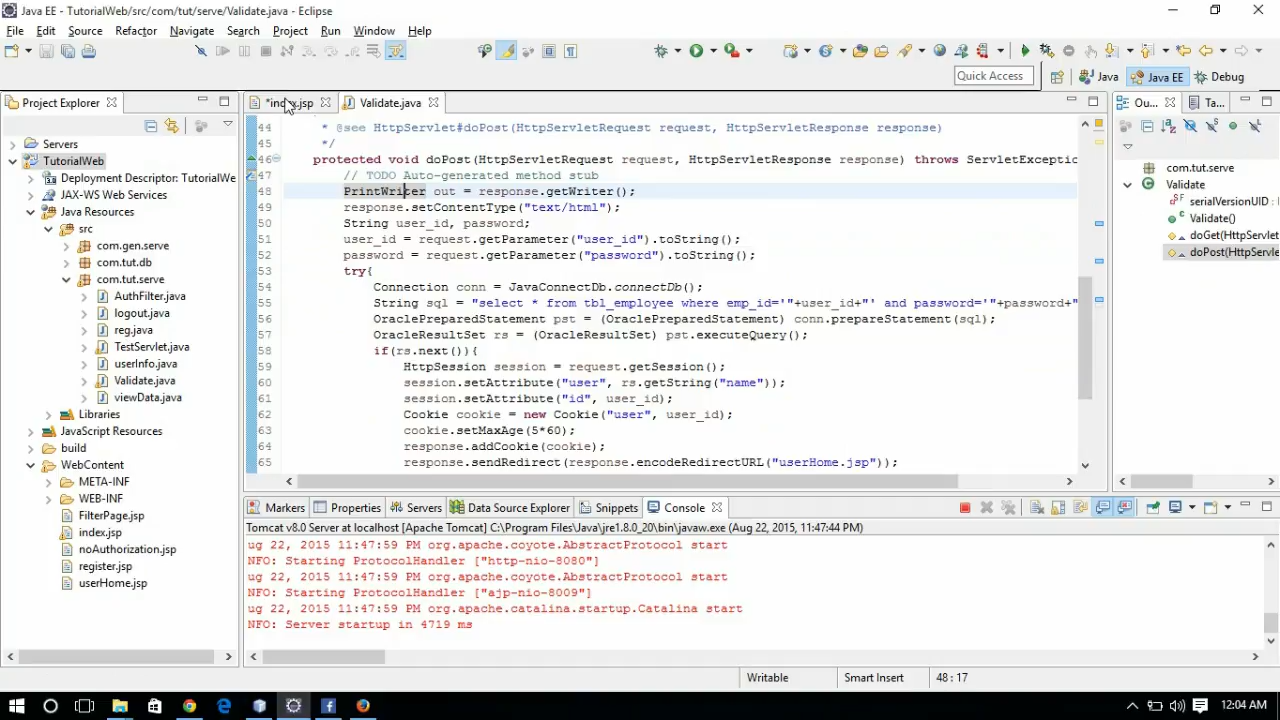 Java EE - TutorialWeb/src/com/tut/serve/Validate.java - Eclipse
File Edit Source Refactor Navigate Search Project Run Window Help
Quick Access
Java
Java EE
Debug
Project Explorer
*index.jsp
Validate.java
Ou...
Ta...
Servers
TutorialWeb
Deployment Descriptor: TutorialWe
JAX-WS Web Services
Java Resources
src
com.gen.serve
com.tut.db
com.tut.serve
AuthFilter.java
logout.java
reg.java
TestServlet.java
userInfo.java
Validate.java
viewData.java
Libraries
JavaScript Resources
build
WebContent
META-INF
WEB-INF
FilterPage.jsp
index.jsp
noAuthorization.jsp
register.jsp
userHome.jsp
44 * @see HttpServlet#doPost(HttpServletRequest request, HttpServletResponse response)
45 */
46 protected void doPost(HttpServletRequest request, HttpServletResponse response) throws ServletExceptio
47 // TODO Auto-generated method stub
48 PrintWriter out = response.getWriter();
49 response.setContentType("text/html");
50 String user_id, password;
51 user_id = request.getParameter("user_id").toString();
52 password = request.getParameter("password").toString();
53 try{
54 Connection conn = JavaConnectDb.connectDb();
55 String sql = "select * from tbl_employee where emp_id='"+user_id+"' and password='"+password+"
56 OraclePreparedStatement pst = (OraclePreparedStatement) conn.prepareStatement(sql);
57 OracleResultSet rs = (OracleResultSet) pst.executeQuery();
58 if(rs.next()){
59 HttpSession session = request.getSession();
60 session.setAttribute("user", rs.getString("name"));
61 session.setAttribute("id", user_id);
62 Cookie cookie = new Cookie("user", user_id);
63 cookie.setMaxAge(5*60);
64 response.addCookie(cookie);
65 response.sendRedirect(response.encodeRedirectURL("userHome.jsp"));
com.tut.serve
Validate
serialVersionUID :
Validate()
doGet(HttpServlet
doPost(HttpServle
Markers
Properties
Servers
Data Source Explorer
Snippets
Console
Tomcat v8.0 Server at localhost [Apache Tomcat] C:\Program Files\Java\jre1.8.0_20\bin\javaw.exe (Aug 22, 2015, 11:47:44 PM)
ug 22, 2015 11:47:59 PM org.apache.coyote.AbstractProtocol start
NFO: Starting ProtocolHandler ["http-nio-8080"]
ug 22, 2015 11:47:59 PM org.apache.coyote.AbstractProtocol start
NFO: Starting ProtocolHandler ["ajp-nio-8009"]
ug 22, 2015 11:47:59 PM org.apache.catalina.startup.Catalina start
NFO: Server startup in 4719 ms
Writable
Smart Insert
48 : 17
12:04 AM